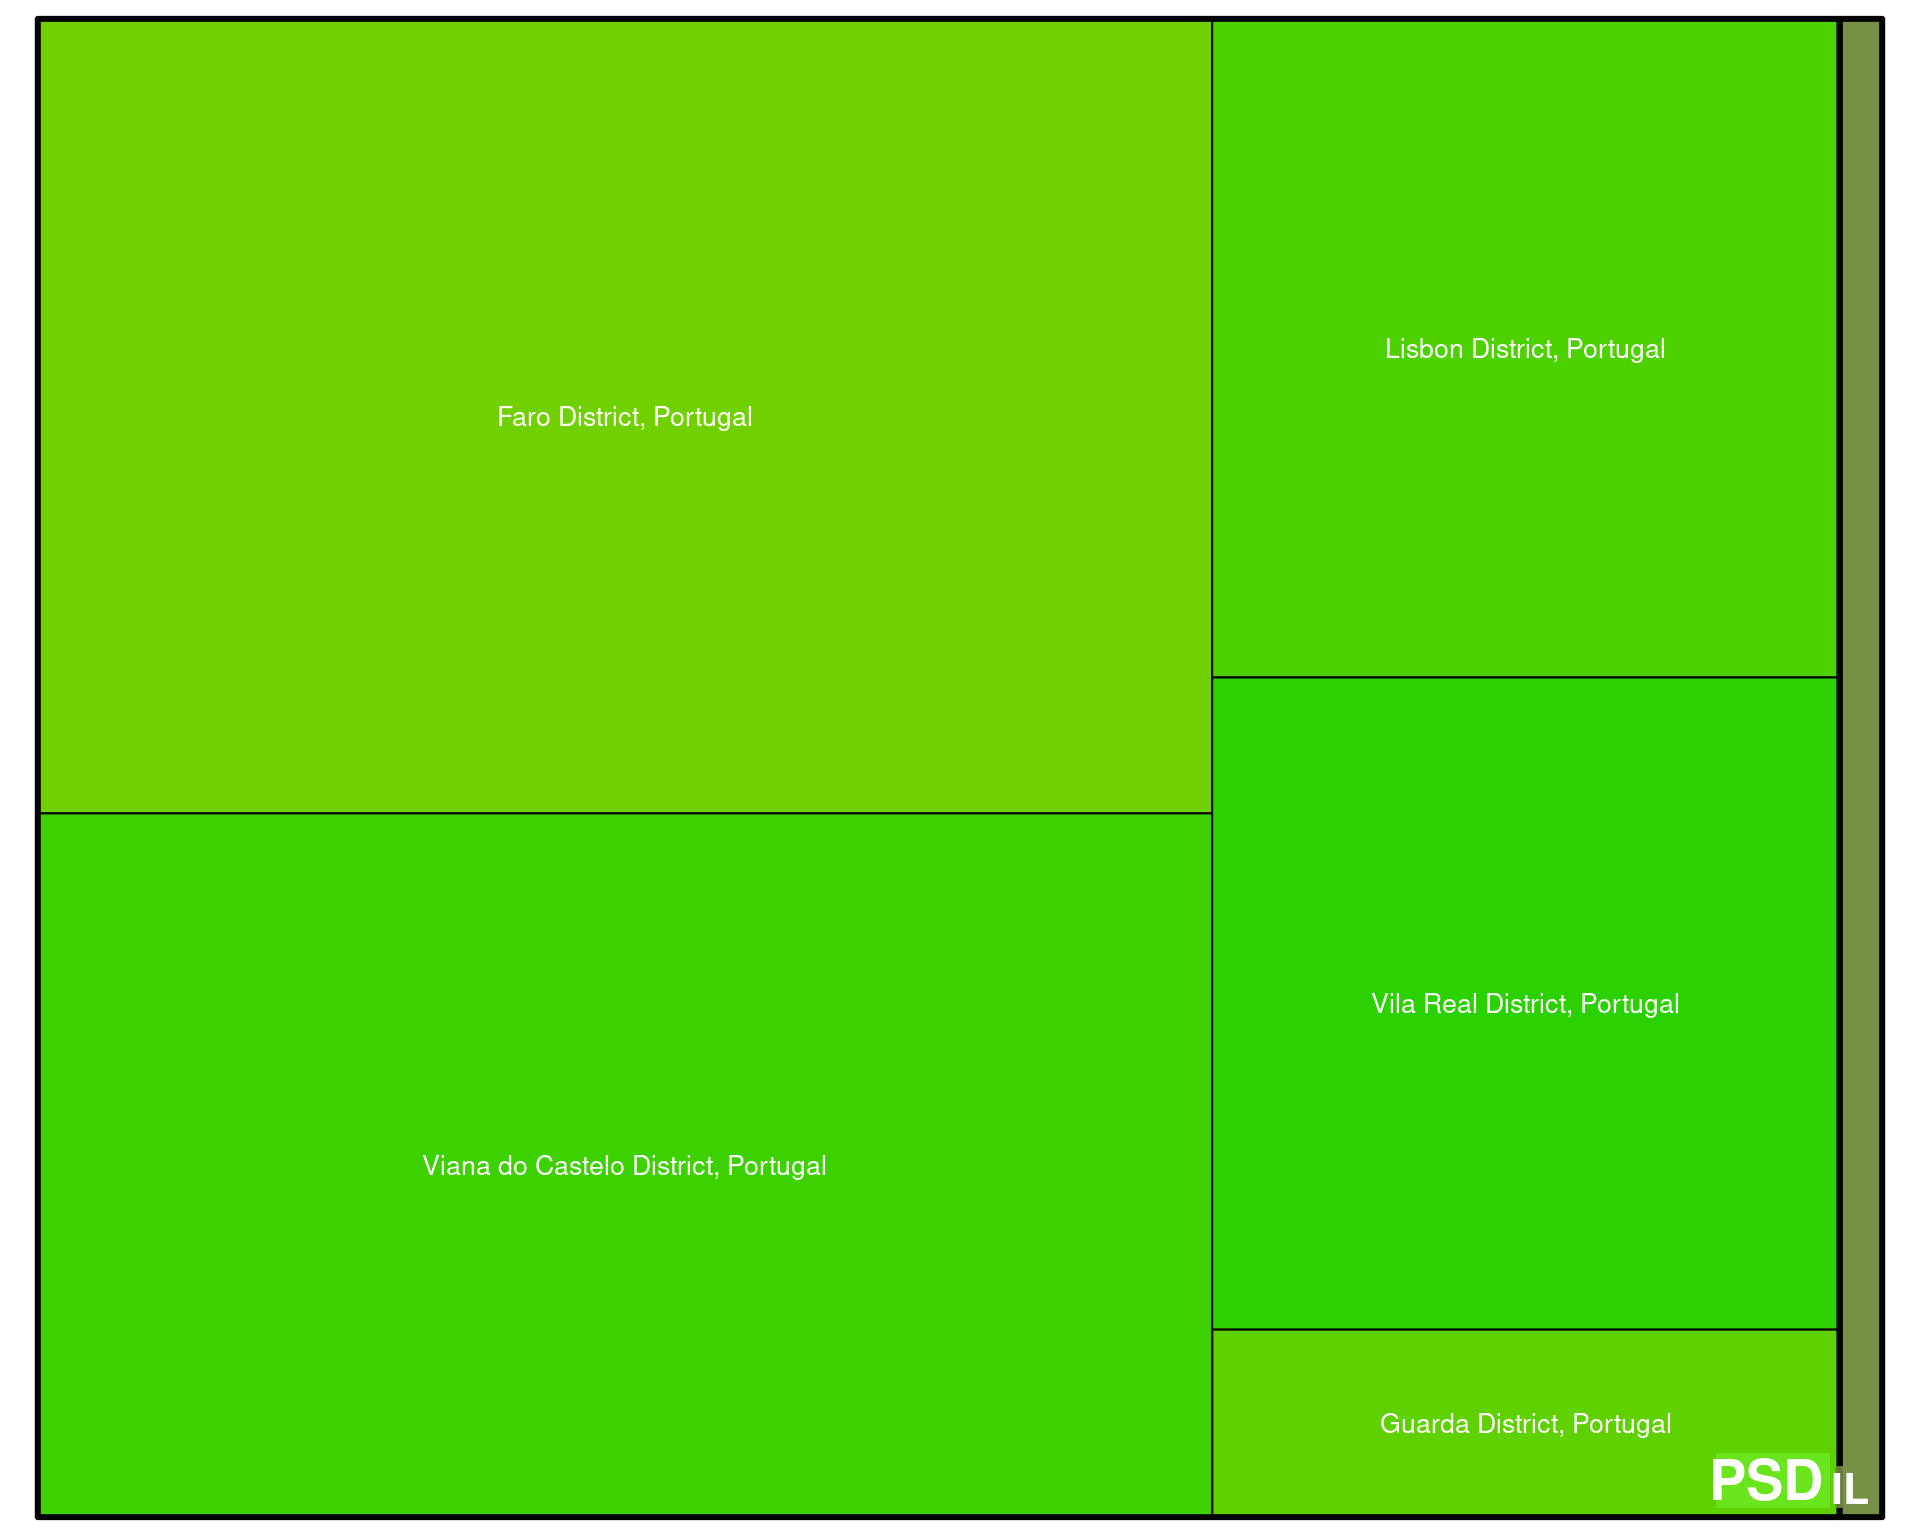 Faro District, Portugal
Lisbon District, Portugal
Viana do Castelo District, Portugal
Vila Real District, Portugal
Guarda District, Portugal
PSD
IL